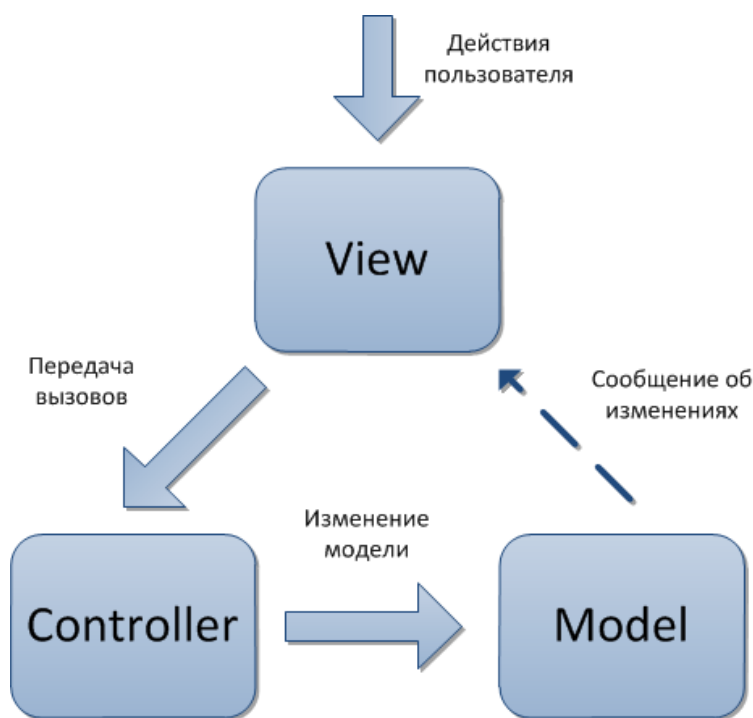 Действия
пользователя
View
Передача
вызовов
Сообщение об
изменениях
Изменение
модели
Controller
Model